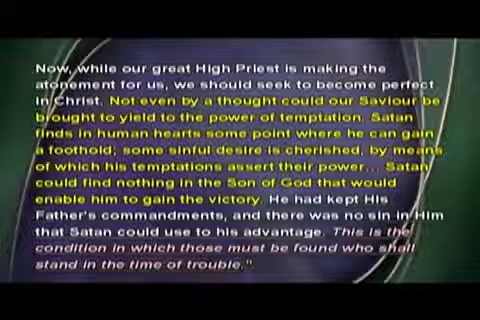 Now, while our great High Priest is making the
atonement for us, we should seek to become perfect
in Christ. Not even by a thought could our Saviour be
brought to yield to the power of temptation. Satan
finds in human hearts some point where he can gain
a foothold; some sinful desire is cherished, by means
of which his temptations assert their power... Satan
could find nothing in the Son of God that would
enable him to gain the victory. He had kept His
Father's commandments, and there was no sin in Him
that Satan could use to his advantage. This is the
condition in which those must be found who shall
stand in the time of trouble."